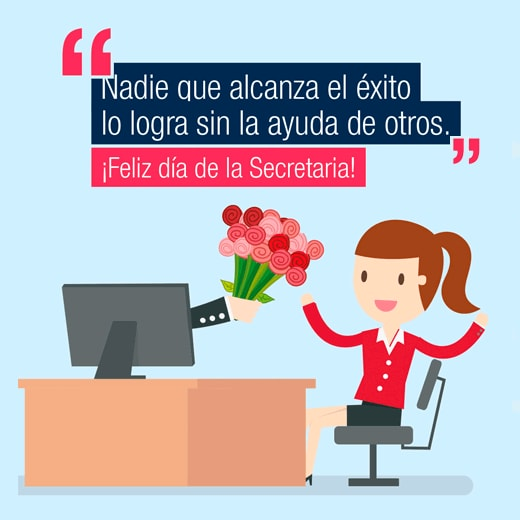 “Nadie que alcanza el éxito
lo logra sin la ayuda de otros.”
¡Feliz día de la Secretaria!